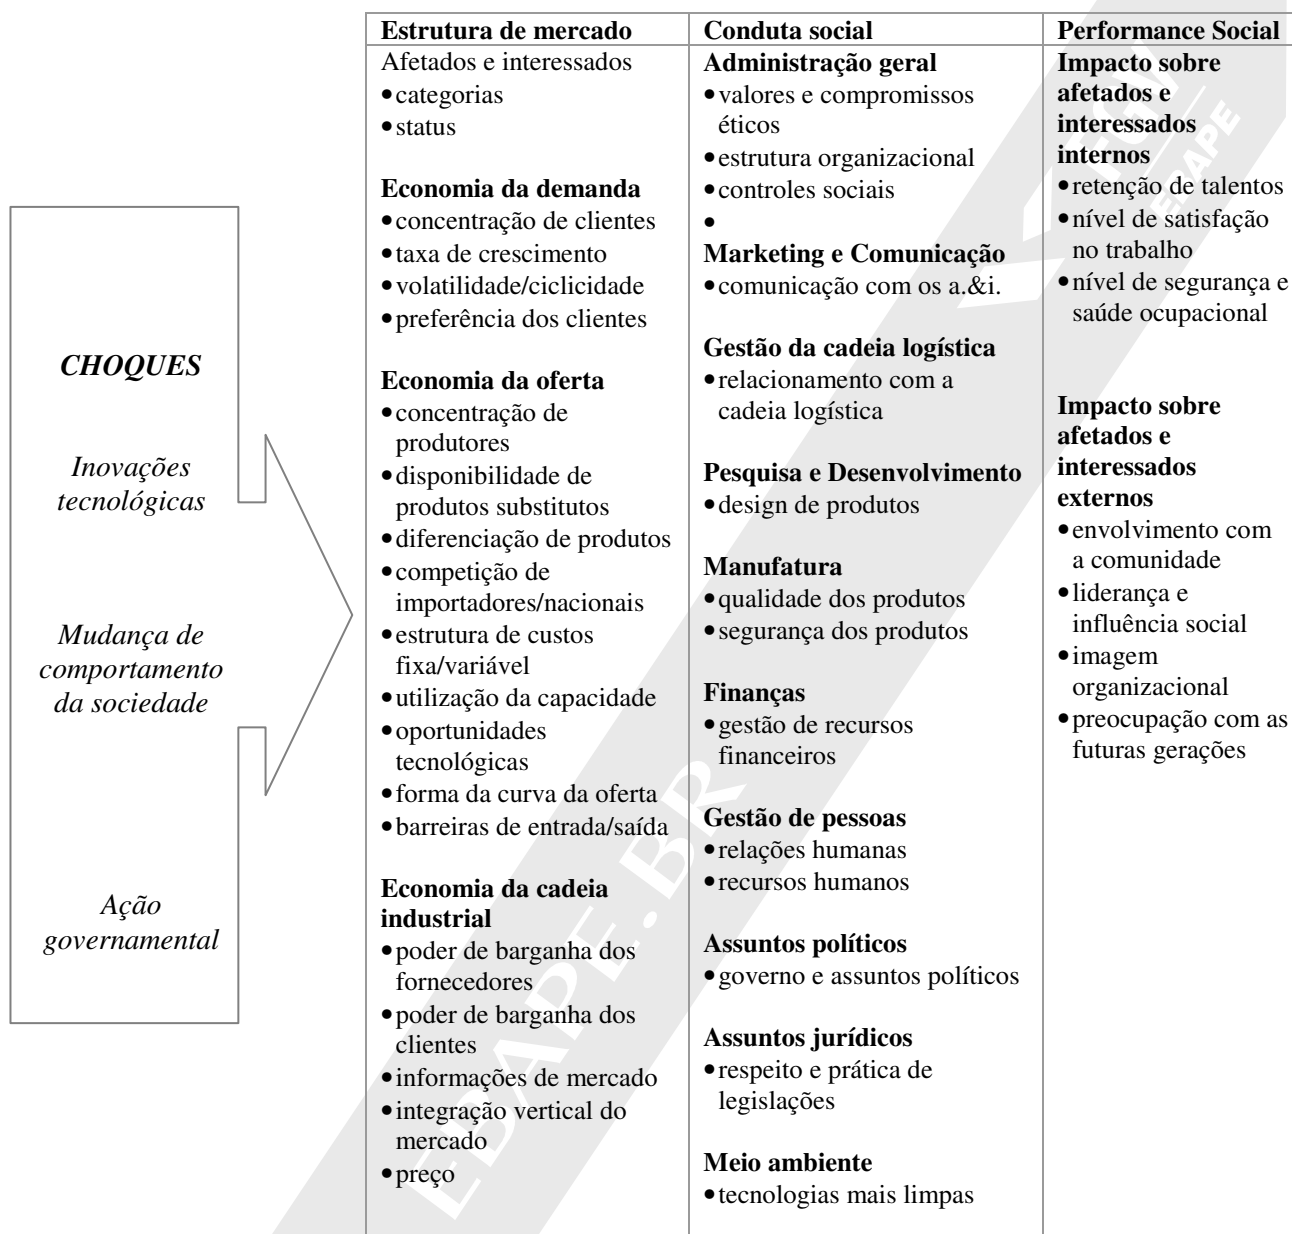 CHOQUES
Inovações
tecnológicas
Mudança de
comportamento
da sociedade
Ação
governamental
Estrutura de mercado
Afetados e interessados
•categorias
•status
Economia da demanda
•concentração de clientes
•taxa de crescimento
•volatilidade/ciclicidade
•preferência dos clientes
Economia da oferta
•concentração de
produtores
•disponibilidade de
produtos substitutos
•diferenciação de produtos
•competição de
importadores/nacionais
•estrutura de custos
fixa/variável
•utilização da capacidade
•oportunidades
tecnológicas
•forma da curva da oferta
•barreiras de entrada/saída
Economia da cadeia
industrial
•poder de barganha dos
fornecedores
•poder de barganha dos
clientes
•informações de mercado
•integração vertical do
mercado
•preço
Conduta social
Administração geral
•valores e compromissos
éticos
•estrutura organizacional
•controles sociais
•
Marketing e Comunicação
•comunicação com os a.&i.
Gestão da cadeia logística
•relacionamento com a
cadeia logística
Pesquisa e Desenvolvimento
•design de produtos
Manufatura
•qualidade dos produtos
•segurança dos produtos
Finanças
•gestão de recursos
financeiros
Gestão de pessoas
•relações humanas
•recursos humanos
Assuntos políticos
•governo e assuntos políticos
Assuntos jurídicos
•respeito e prática de
legislações
Meio ambiente
•tecnologias mais limpas
Performance Social
Impacto sobre
afetados e
interessados
internos
•retenção de talentos
•nível de satisfação
no trabalho
•nível de segurança e
saúde ocupacional
Impacto sobre
afetados e
interessados
externos
•envolvimento com
a comunidade
•liderança e
influência social
•imagem
organizacional
•preocupação com as
futuras gerações
FGV
EBAPE
EBAPE.BR